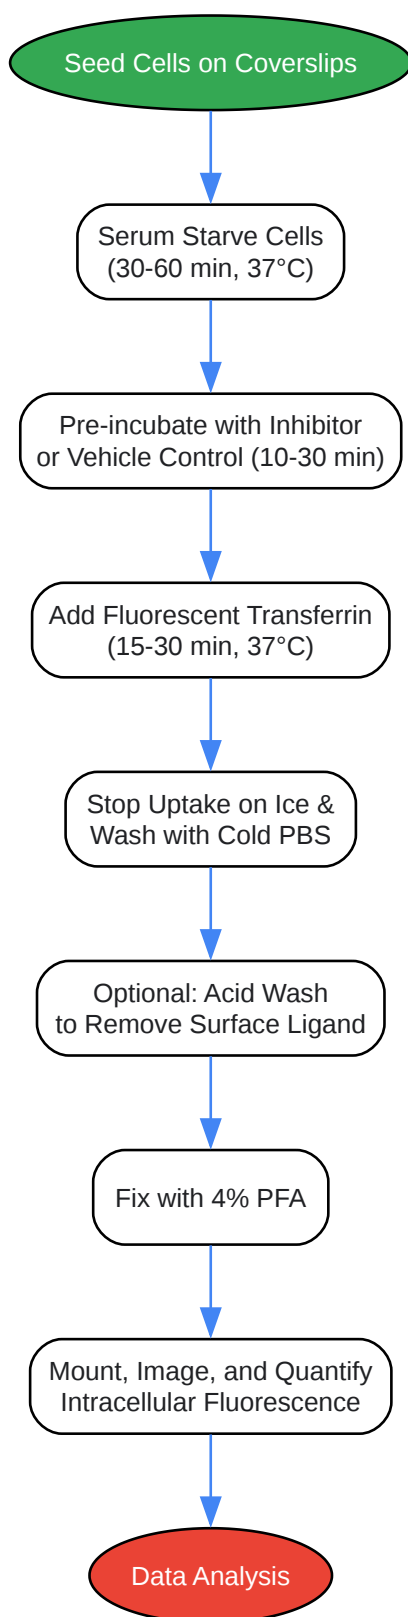 Seed Cells on Coverslips
Serum Starve Cells
(30-60 min, 37°C)
Pre-incubate with Inhibitor
or Vehicle Control (10-30 min)
Add Fluorescent Transferrin
(15-30 min, 37°C)
Stop Uptake on Ice &
Wash with Cold PBS
Optional: Acid Wash
to Remove Surface Ligand
Fix with 4% PFA
Mount, Image, and Quantify
Intracellular Fluorescence
Data Analysis